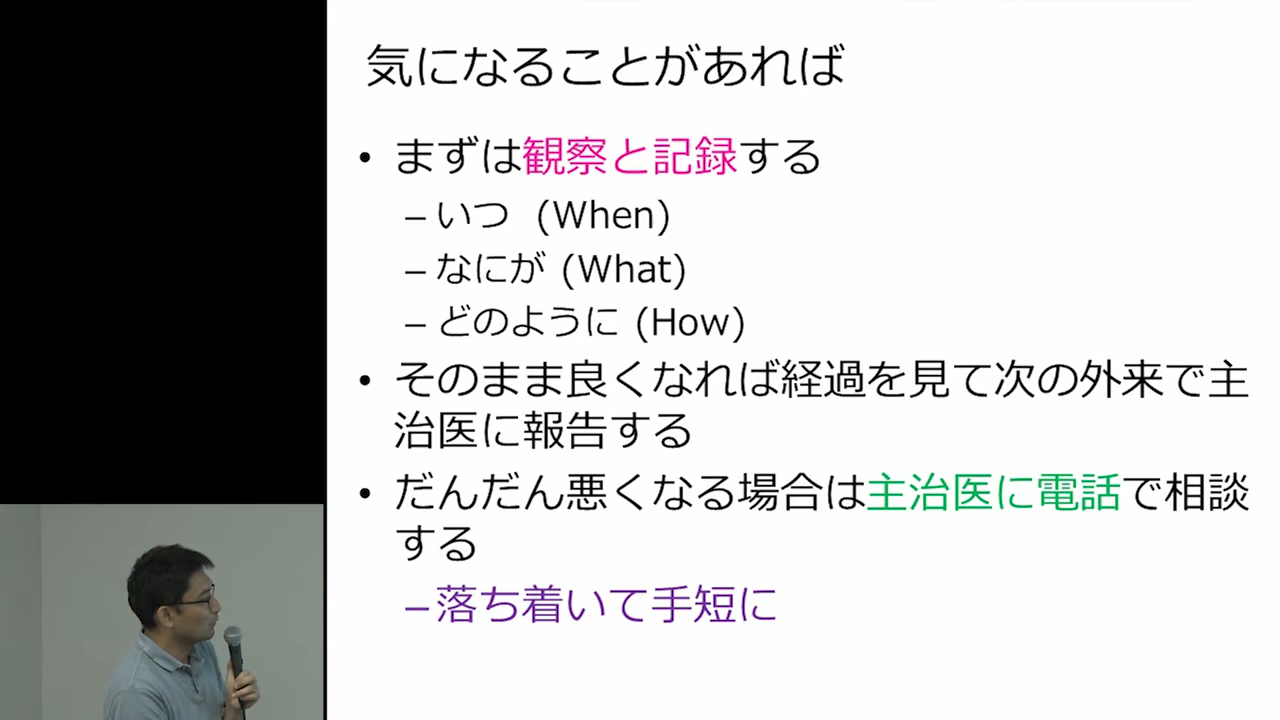 気になることがあれば
• まずは観察と記録する
– いつ (When)
– なにが (What)
– どのように (How)
• そのまま良くなれば経過を見て次の外来で主
治医に報告する
• だんだん悪くなる場合は主治医に電話で相談
する
– 落ち着いて手短に